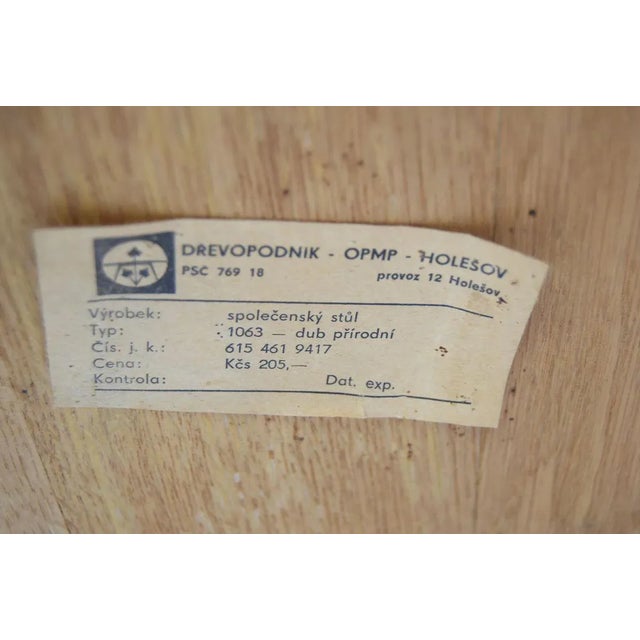 DREVOPODNIK - OPMP - HOLEŠOV
PSC 769 18 provoz 12 Holešov
Výrobek: společenský stůl
Typ: 1063 — dub přírodní
Čís. j. k.: 615 461 9417
Cena: Kčs 205,—
Kontrola: Dat. exp.